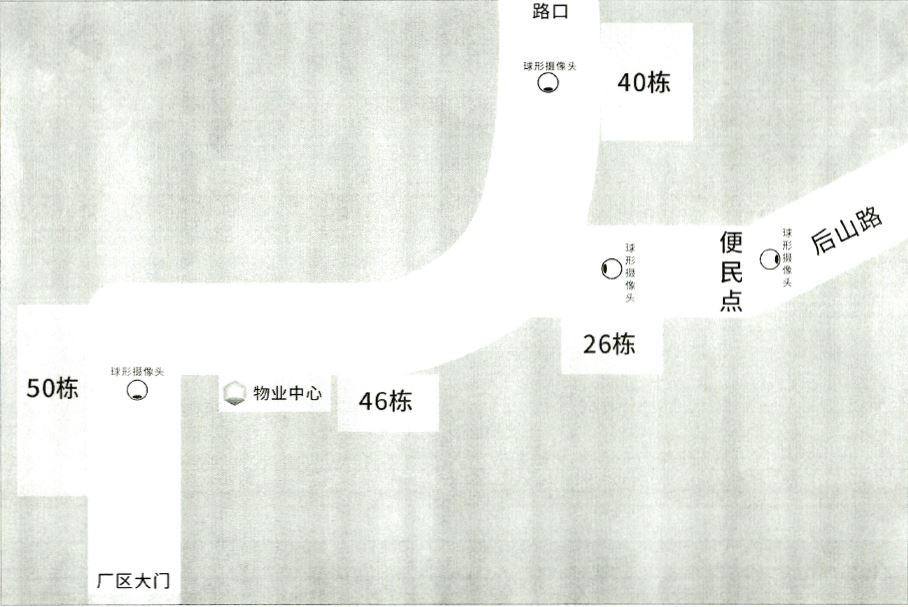 路口
球形摄像头
40栋
后山路
便民点
球形摄像头
球形摄像头
26栋
50栋
球形摄像头
物业中心
46栋
厂区大门